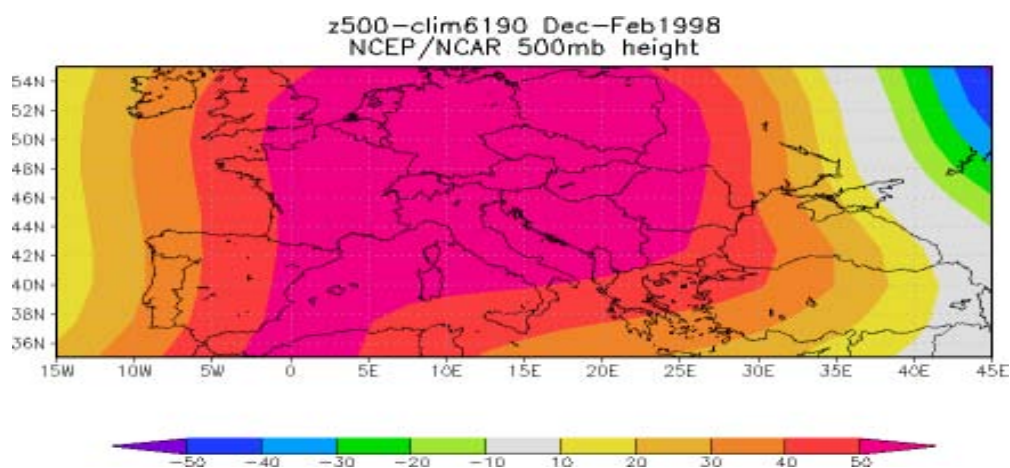 z500-clim6190 Dec-Feb1998
NCEP/NCAR 500mb height
54N
52N
50N
48N
46N
44N
42N
40N
38N
36N
15W 10W 5W 0 5E 10E 15E 20E 25E 30E 35E 40E 45E
-50 -40 -30 -20 -10 10 20 30 40 50